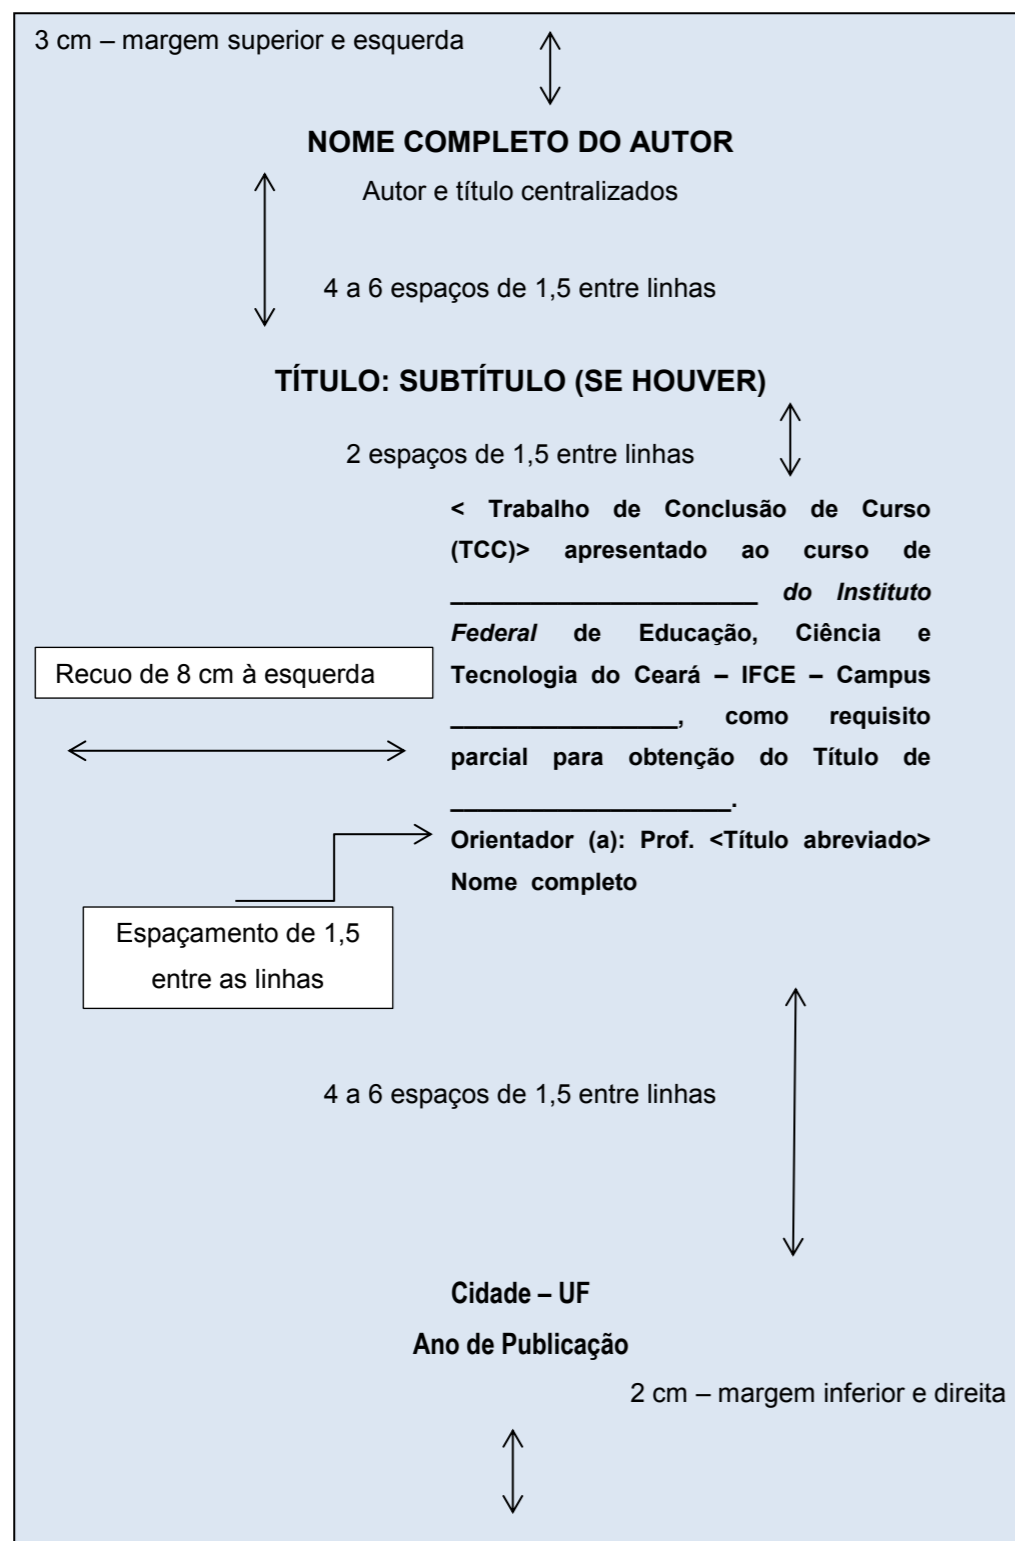 3 cm – margem superior e esquerda
NOME COMPLETO DO AUTOR
Autor e título centralizados
4 a 6 espaços de 1,5 entre linhas
TÍTULO: SUBTÍTULO (SE HOUVER)
2 espaços de 1,5 entre linhas
< Trabalho de Conclusão de Curso
(TCC)> apresentado ao curso de
_________________________ do Instituto
Federal de Educação, Ciência e
Tecnologia do Ceará – IFCE – Campus
___________________, como requisito
parcial para obtenção do Título de
_______________________.
Orientador (a): Prof. <Título abreviado>
Nome completo
Recuo de 8 cm à esquerda
Espaçamento de 1,5
entre as linhas
4 a 6 espaços de 1,5 entre linhas
Cidade – UF
Ano de Publicação
2 cm – margem inferior e direita